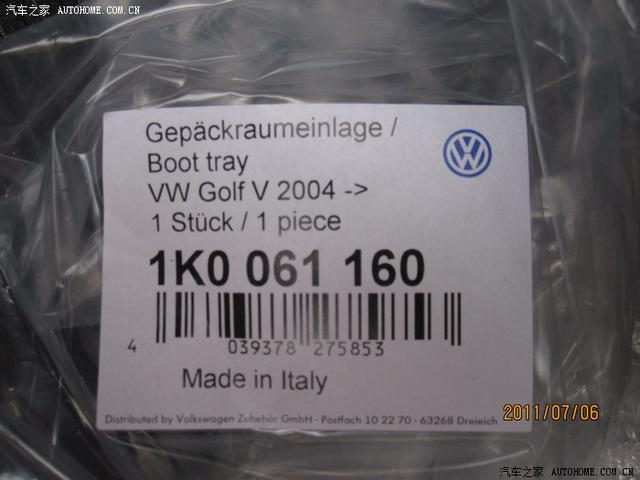 汽车之家 AUTOHOME.COM.CN
Gepäckraumeinlage /
Boot tray
VW Golf V 2004 ->
1 Stück / 1 piece
1K0 061 160
4 039378 275853
Made in Italy
Distributed by Volkswagen Zubehör GmbH · Postfach 10 22 70 · 63268 Dreieich
2011/07/06
汽车之家 AUTOHOME.COM.CN